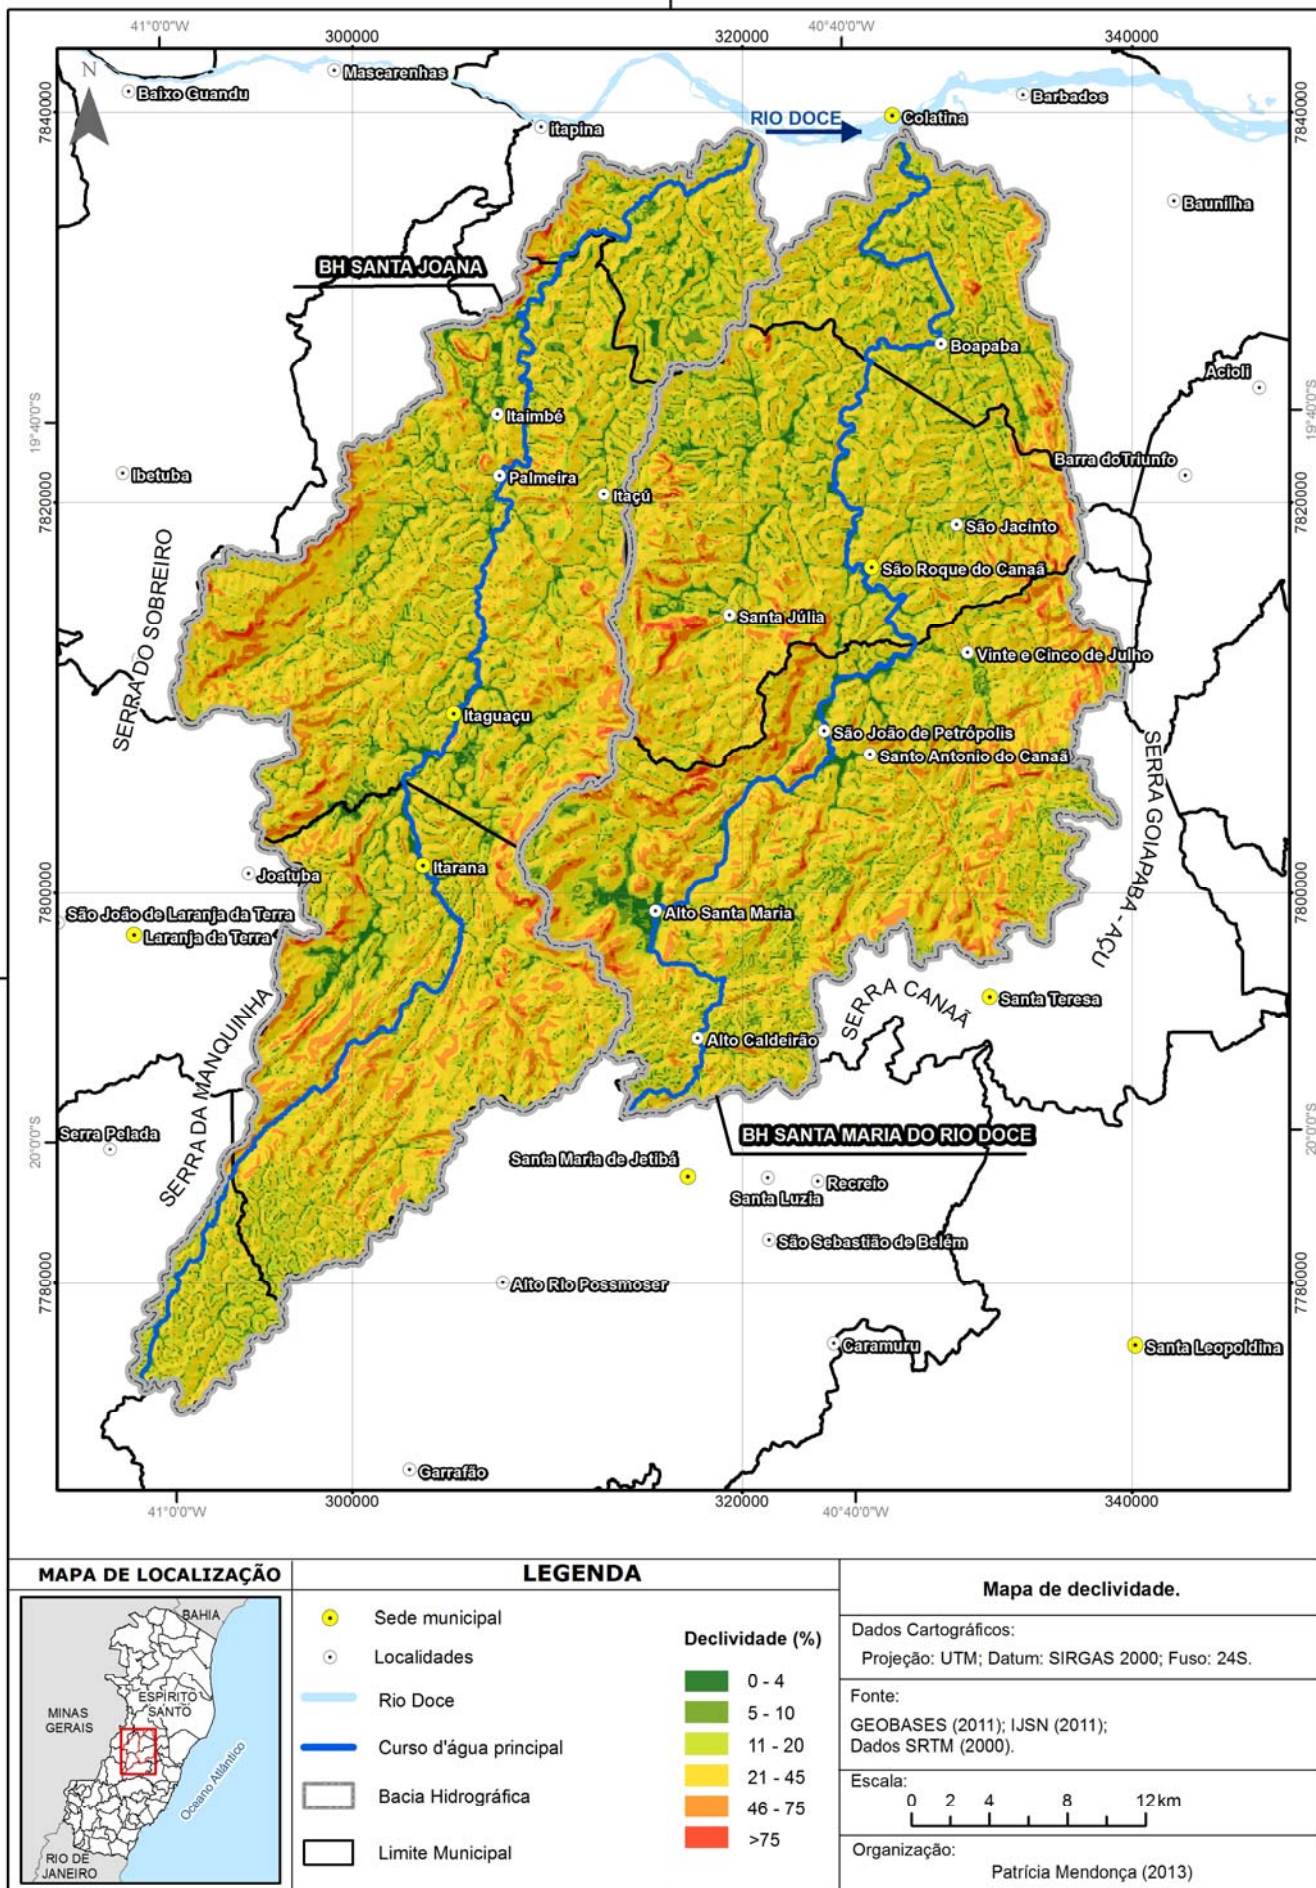 41°0'0"W
40°40'0"W
300000
320000
340000
N
Mascarenhas
Baixo Guandu
Barbados
7840000
RIO DOCE
Colatina
7840000
itapina
Baunilha
BH SANTA JOANA
Boapaba
Acioli
19°40'0"S
Itaimbé
19°40'0"S
Ibetuba
Palmeira
Barra doTriunfo
7820000
Itaçú
7820000
São Jacinto
SERRA DO SOBREIRO
São Roque do Canaã
Santa Júlia
Vinte e Cinco de Julho
Itaguaçu
São João de Petrópolis
Santo Antonio do Canaã
SERRA GOIAPABA - AÇU
Joatuba
Itarana
7800000
7800000
São João de Laranja da Terra
Alto Santa Maria
Laranja da Terra
SERRA CANAÃ
Santa Teresa
SERRA DA MANQUINHA
Alto Caldeirão
20°0'0"S
Serra Pelada
BH SANTA MARIA DO RIO DOCE
20°0'0"S
Santa Maria de Jetibá
Santa Luzia
Recreio
São Sebastião de Belém
7780000
Alto Rio Possmoser
7780000
Caramuru
Santa Leopoldina
Garrafão
300000
320000
340000
41°0'0"W
40°40'0"W
MAPA DE LOCALIZAÇÃO
BAHIA
MINAS
GERAIS
ESPÍRITO
SANTO
Oceano Atlântico
RIO DE
JANEIRO
LEGENDA
Sede municipal
Localidades
Rio Doce
Curso d'água principal
Bacia Hidrográfica
Limite Municipal
Declividade (%)
0 - 4
5 - 10
11 - 20
21 - 45
46 - 75
>75
Mapa de declividade.
Dados Cartográficos:
Projeção: UTM; Datum: SIRGAS 2000; Fuso: 24S.
Fonte:
GEOBASES (2011); IJSN (2011);
Dados SRTM (2000).
Escala:
0 2 4 8 12 km
Organização:
Patrícia Mendonça (2013)